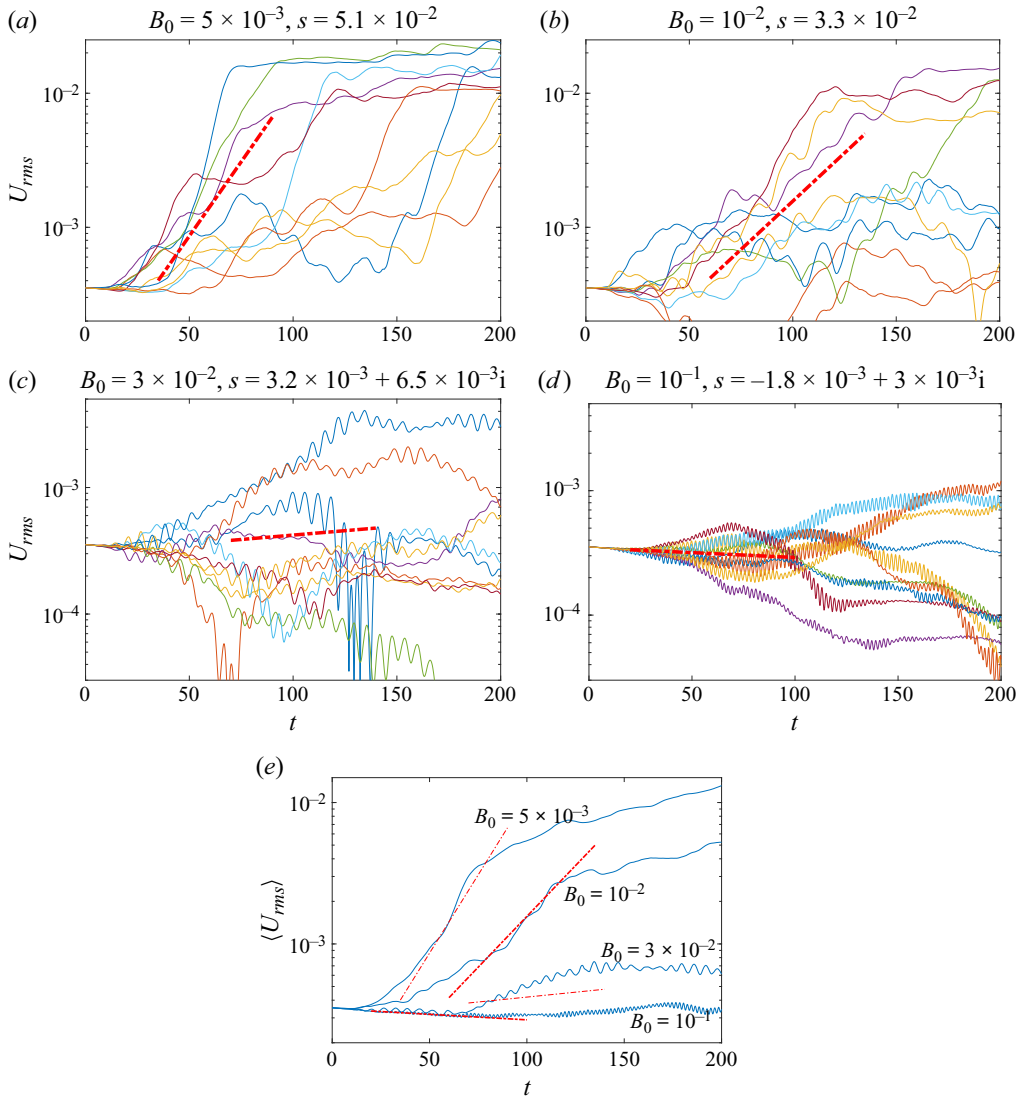 (a) B₀ = 5 × 10⁻³, s = 5.1 × 10⁻²
(b) B₀ = 10⁻², s = 3.3 × 10⁻²
10⁻²
10⁻³
U_rms
0 50 100 150 200
10⁻²
10⁻³
0 50 100 150 200
(c) B₀ = 3 × 10⁻², s = 3.2 × 10⁻³ + 6.5 × 10⁻³i
(d) B₀ = 10⁻¹, s = –1.8 × 10⁻³ + 3 × 10⁻³i
10⁻³
10⁻⁴
U_rms
0 50 100 150 200
t
10⁻³
10⁻⁴
0 50 100 150 200
t
(e)
10⁻²
10⁻³
⟨U_rms⟩
B₀ = 5 × 10⁻³
B₀ = 10⁻²
B₀ = 3 × 10⁻²
B₀ = 10⁻¹
0 50 100 150 200
t